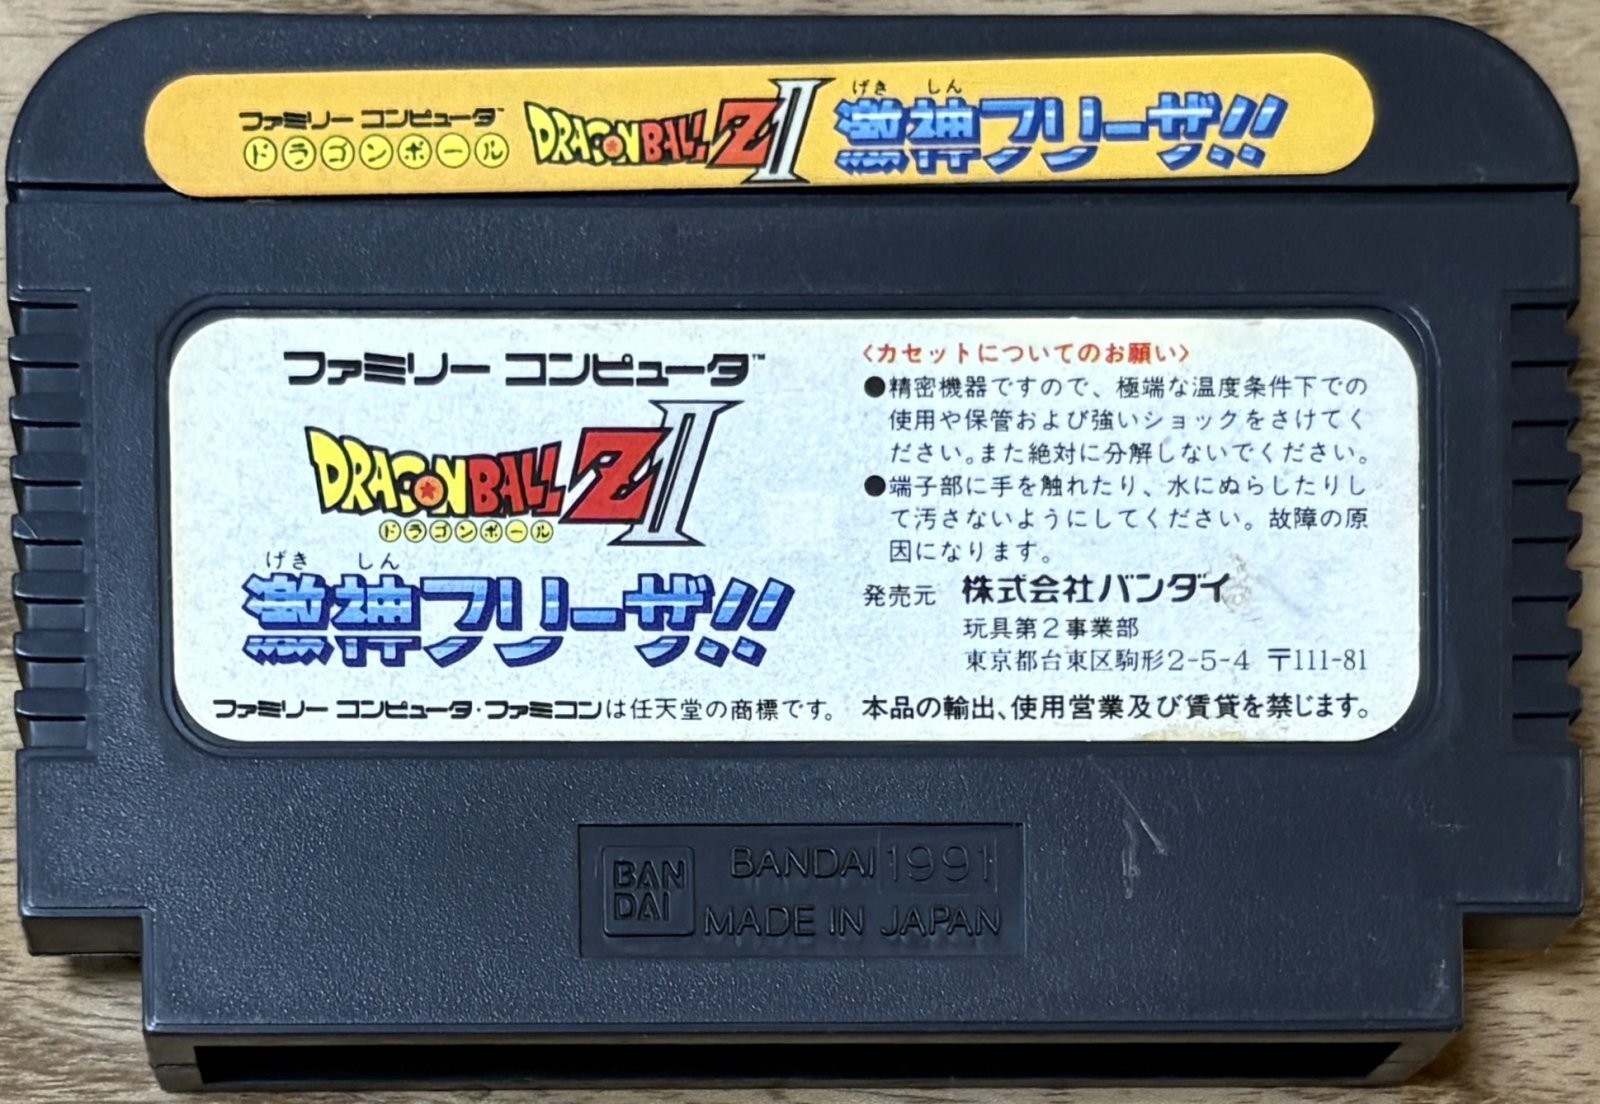 ファミリー コンピュータ™
ドラゴンボール
DRAGON BALL Z II
げき しん
激神フリーザ!!
ファミリー コンピュータ™
DRAGON BALL Z II
ドラゴンボール
げき しん
激神フリーザ!!
ファミリー コンピュータ・ファミコンは任天堂の商標です。
〈カセットについてのお願い〉
●精密機器ですので、極端な温度条件下での
使用や保管および強いショックをさけてく
ださい。また絶対に分解しないでください。
●端子部に手を触れたり、水にぬらしたりし
て汚さないようにしてください。故障の原
因になります。
発売元 株式会社バンダイ
玩具第2事業部
東京都台東区駒形2-5-4 〒111-81
本品の輸出、使用営業及び賃貸を禁じます。
BAN
DAI
BANDAI 1991
MADE IN JAPAN